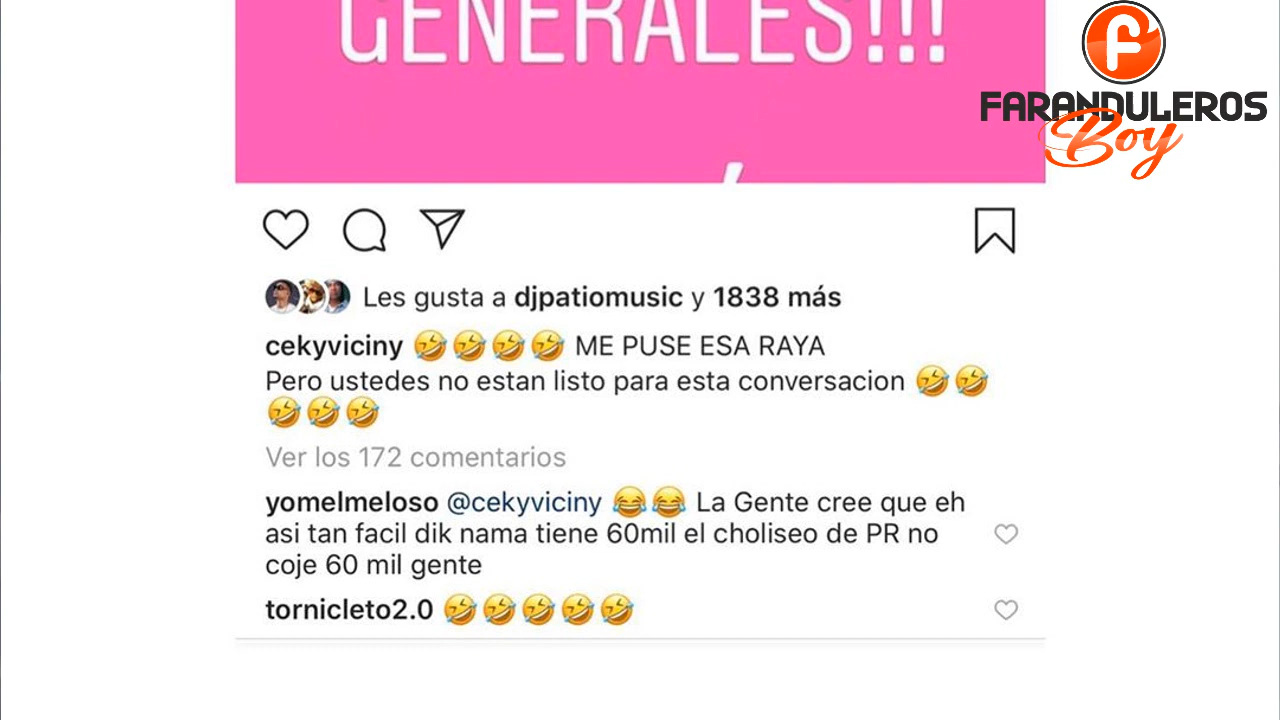 GENERALES!!!
f
FARANDULEROS
Boy
Les gusta a djpatiomusic y 1838 más
cekyviciny 🤣🤣🤣🤣 ME PUSE ESA RAYA
Pero ustedes no estan listo para esta conversacion 🤣🤣
🤣🤣🤣
Ver los 172 comentarios
yomelmeloso @cekyviciny 😂😂 La Gente cree que eh
asi tan facil dik nama tiene 60mil el choliseo de PR no
coje 60 mil gente
tornicleto2.0 🤣🤣🤣🤣🤣